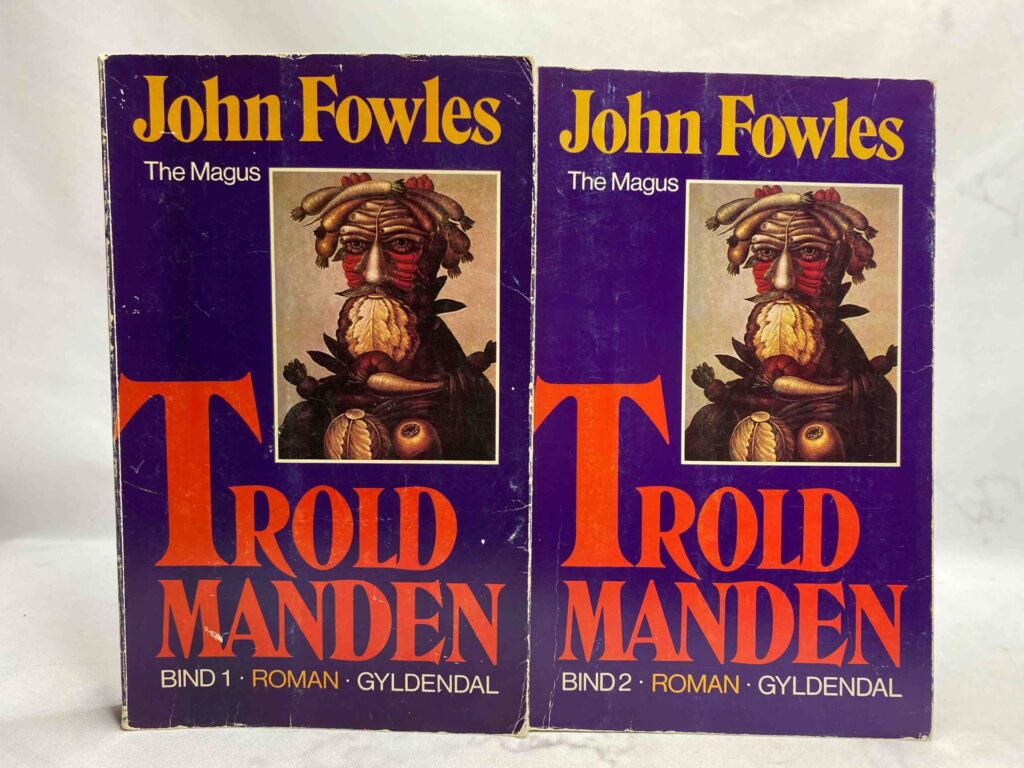 John Fowles
The Magus
TROLD
MANDEN
BIND 1 · ROMAN · GYLDENDAL
John Fowles
The Magus
TROLD
MANDEN
BIND 2 · ROMAN · GYLDENDAL